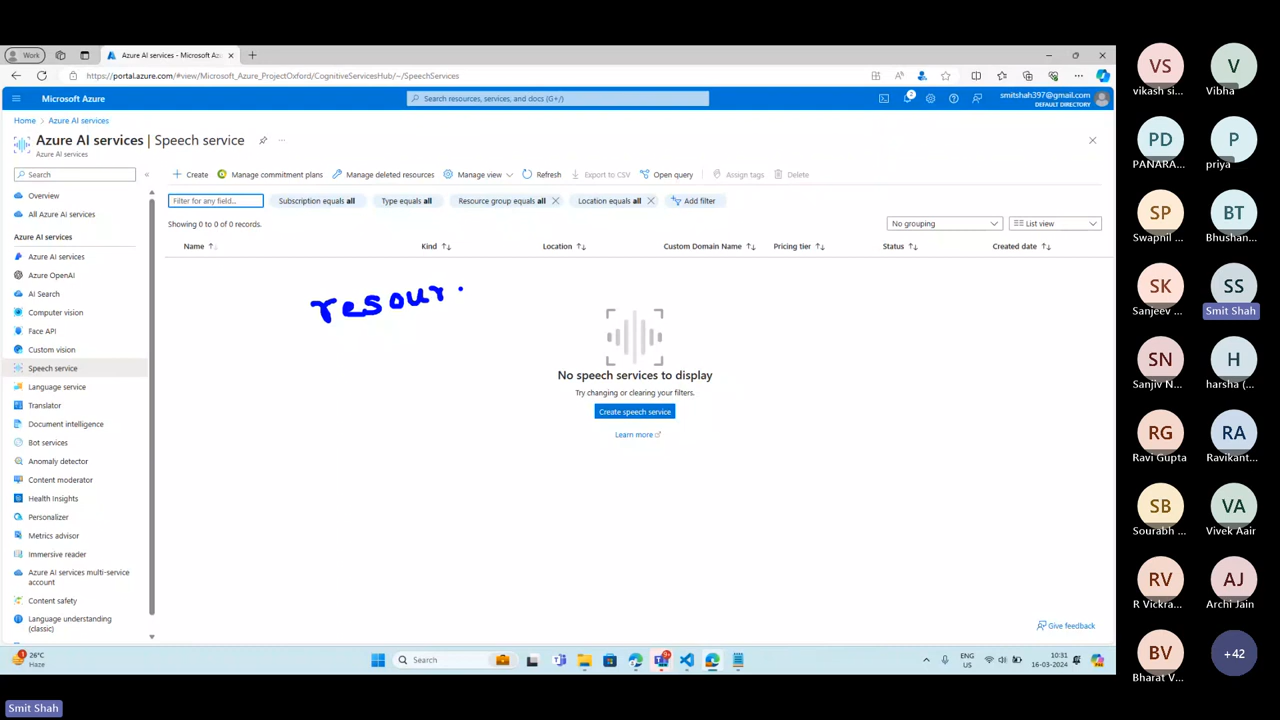 Work
Azure AI services - Microsoft Az
https://portal.azure.com/#view/Microsoft_Azure_ProjectOxford/CognitiveServicesHub/~/SpeechServices
Microsoft Azure
Search resources, services, and docs (G+/)
2
smitshah397@gmail.com
DEFAULT DIRECTORY
Home > Azure AI services
Azure AI services | Speech service
Azure AI services
Search
Overview
All Azure AI services
Azure AI services
Azure AI services
Azure OpenAI
AI Search
Computer vision
Face API
Custom vision
Speech service
Language service
Translator
Document intelligence
Bot services
Anomaly detector
Content moderator
Health Insights
Personalizer
Metrics advisor
Immersive reader
Azure AI services multi-service
account
Content safety
Language understanding
(classic)
Create Manage commitment plans Manage deleted resources Manage view Refresh Export to CSV Open query Assign tags Delete
Filter for any field... Subscription equals all Type equals all Resource group equals all Location equals all Add filter
Showing 0 to 0 of 0 records.
No grouping List view
Name Kind Location Custom Domain Name Pricing tier Status Created date
resour
No speech services to display
Try changing or clearing your filters.
Create speech service
Learn more
Give feedback
26°C
Haze
Search
ENG
US
10:31
16-03-2024
VS
vikash si...
V
Vibha
PD
PANARA...
P
priya
SP
Swapnil ...
BT
Bhushan...
SK
Sanjeev ...
SS
Smit Shah
SN
Sanjiv N...
H
harsha (...
RG
Ravi Gupta
RA
Ravikant...
SB
Sourabh ...
VA
Vivek Aair
RV
R Vickra...
AJ
Archi Jain
BV
Bharat V...
+42
Smit Shah